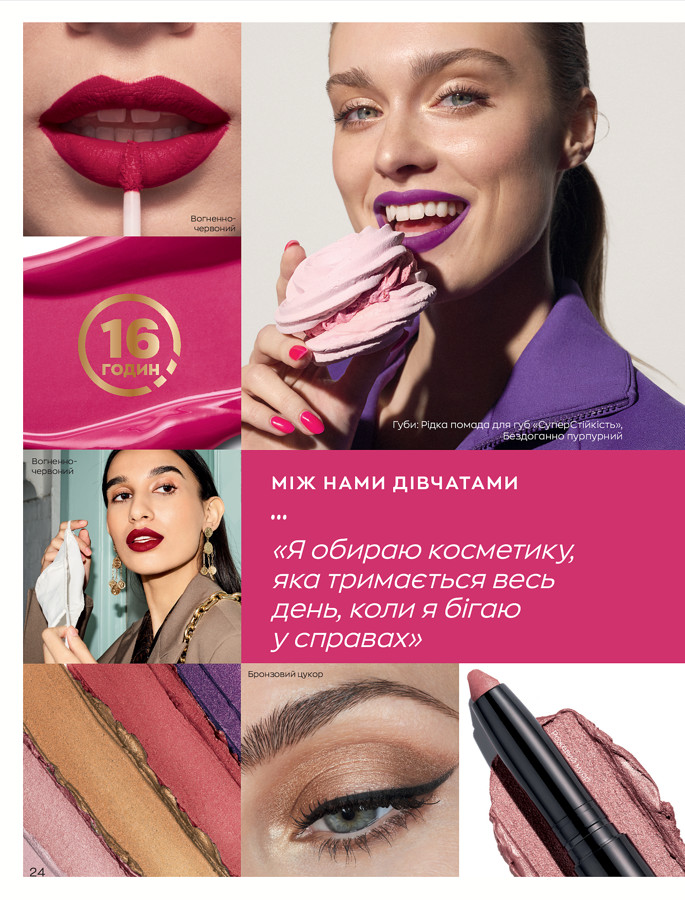 Вогненно-
червоний
16
ГОДИН
Губи: Рідка помада для губ «СуперСтійкість»,
Бездоганно пурпурний
Вогненно-
червоний
МІЖ НАМИ ДІВЧАТАМИ
...
«Я обираю косметику,
яка тримається весь
день, коли я бігаю
у справах»
Бронзовий цукор
24